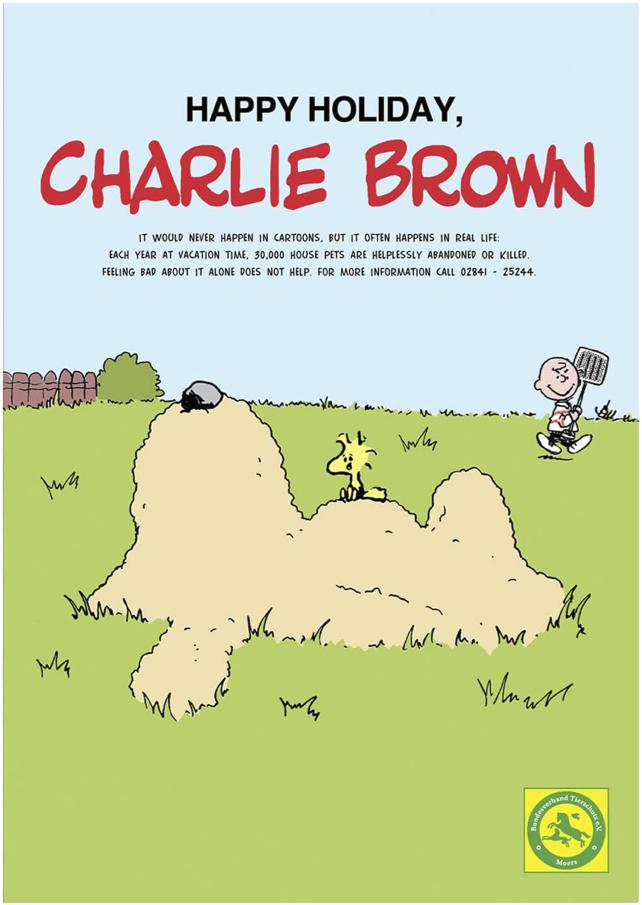 HAPPY HOLIDAY,
CHARLIE BROWN
IT WOULD NEVER HAPPEN IN CARTOONS, BUT IT OFTEN HAPPENS IN REAL LIFE:
EACH YEAR AT VACATION TIME, 30,000 HOUSE PETS ARE HELPLESSLY ABANDONED OR KILLED.
FEELING BAD ABOUT IT ALONE DOES NOT HELP. FOR MORE INFORMATION CALL 02841 - 25244.
Bundesverband Tierschutz e.V.
Moers